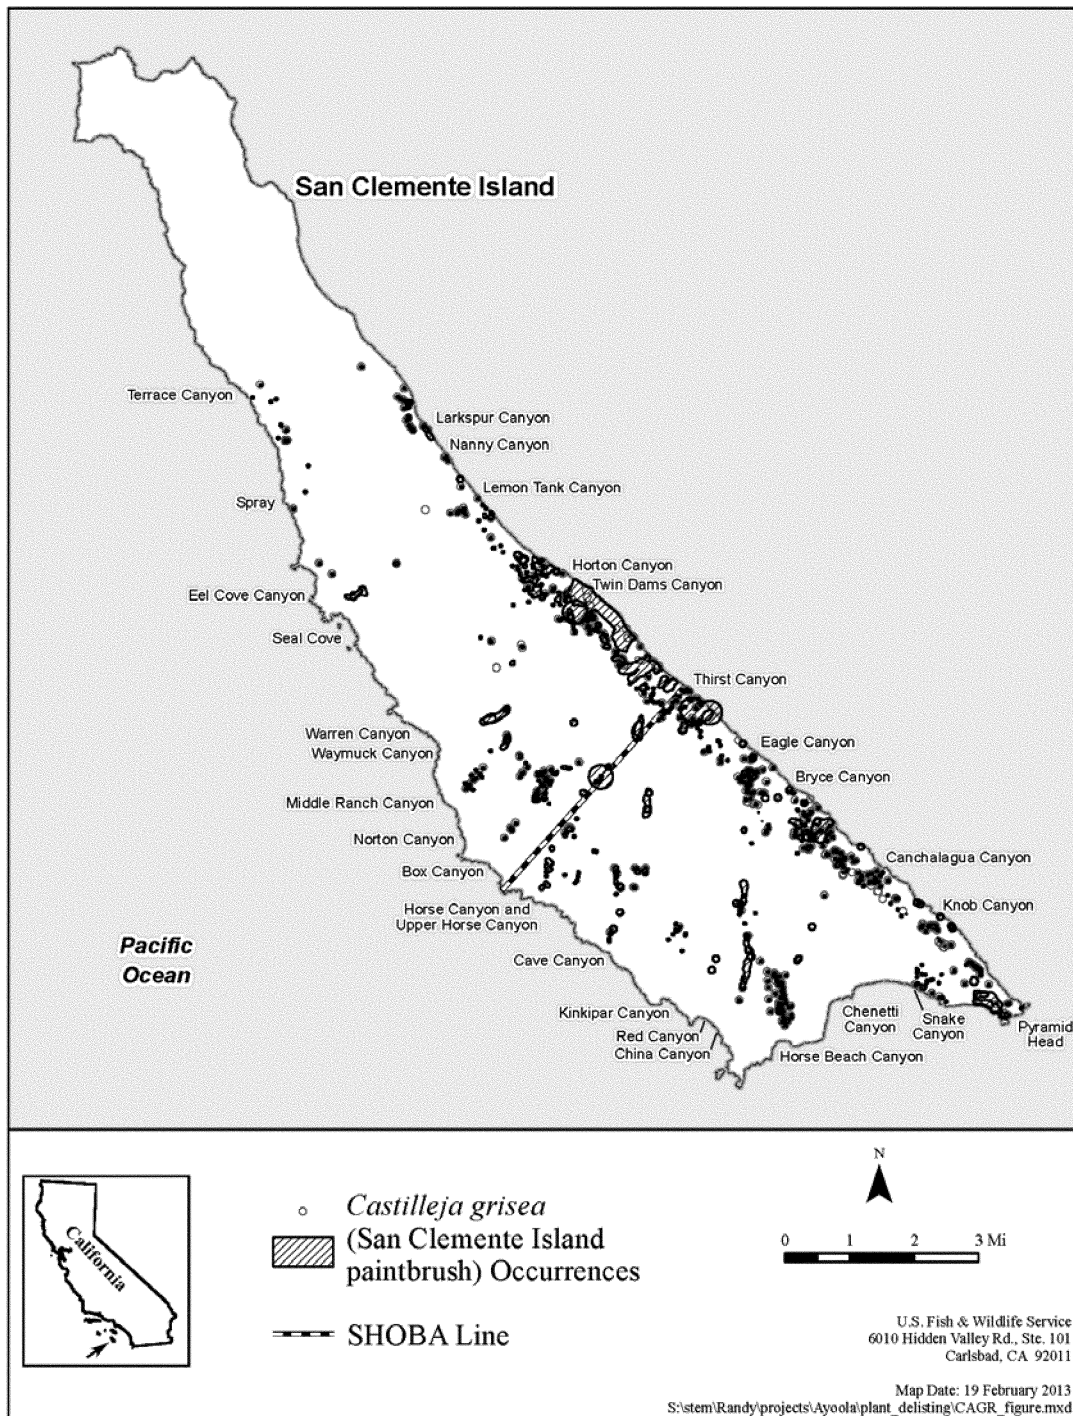 San Clemente Island
Terrace Canyon
Larkspur Canyon
Nanny Canyon
Lemon Tank Canyon
Spray
Horton Canyon
Twin Dams Canyon
Eel Cove Canyon
Seal Cove
Thirst Canyon
Warren Canyon
Waymuck Canyon
Eagle Canyon
Bryce Canyon
Middle Ranch Canyon
Norton Canyon
Box Canyon
Canchalagua Canyon
Horse Canyon and
Upper Horse Canyon
Knob Canyon
Pacific
Ocean
Cave Canyon
Kinkipar Canyon
Red Canyon
China Canyon
Chenetti
Canyon
Snake
Canyon
Pyramid
Head
Horse Beach Canyon
California
Castilleja grisea
(San Clemente Island
paintbrush) Occurrences
SHOBA Line
N
0 1 2 3 Mi
U.S. Fish & Wildlife Service
6010 Hidden Valley Rd., Ste. 101
Carlsbad, CA 92011
Map Date: 19 February 2013
S:\stem\Randy\projects\Ayoola\plant_delisting\CAGR_figure.mxd